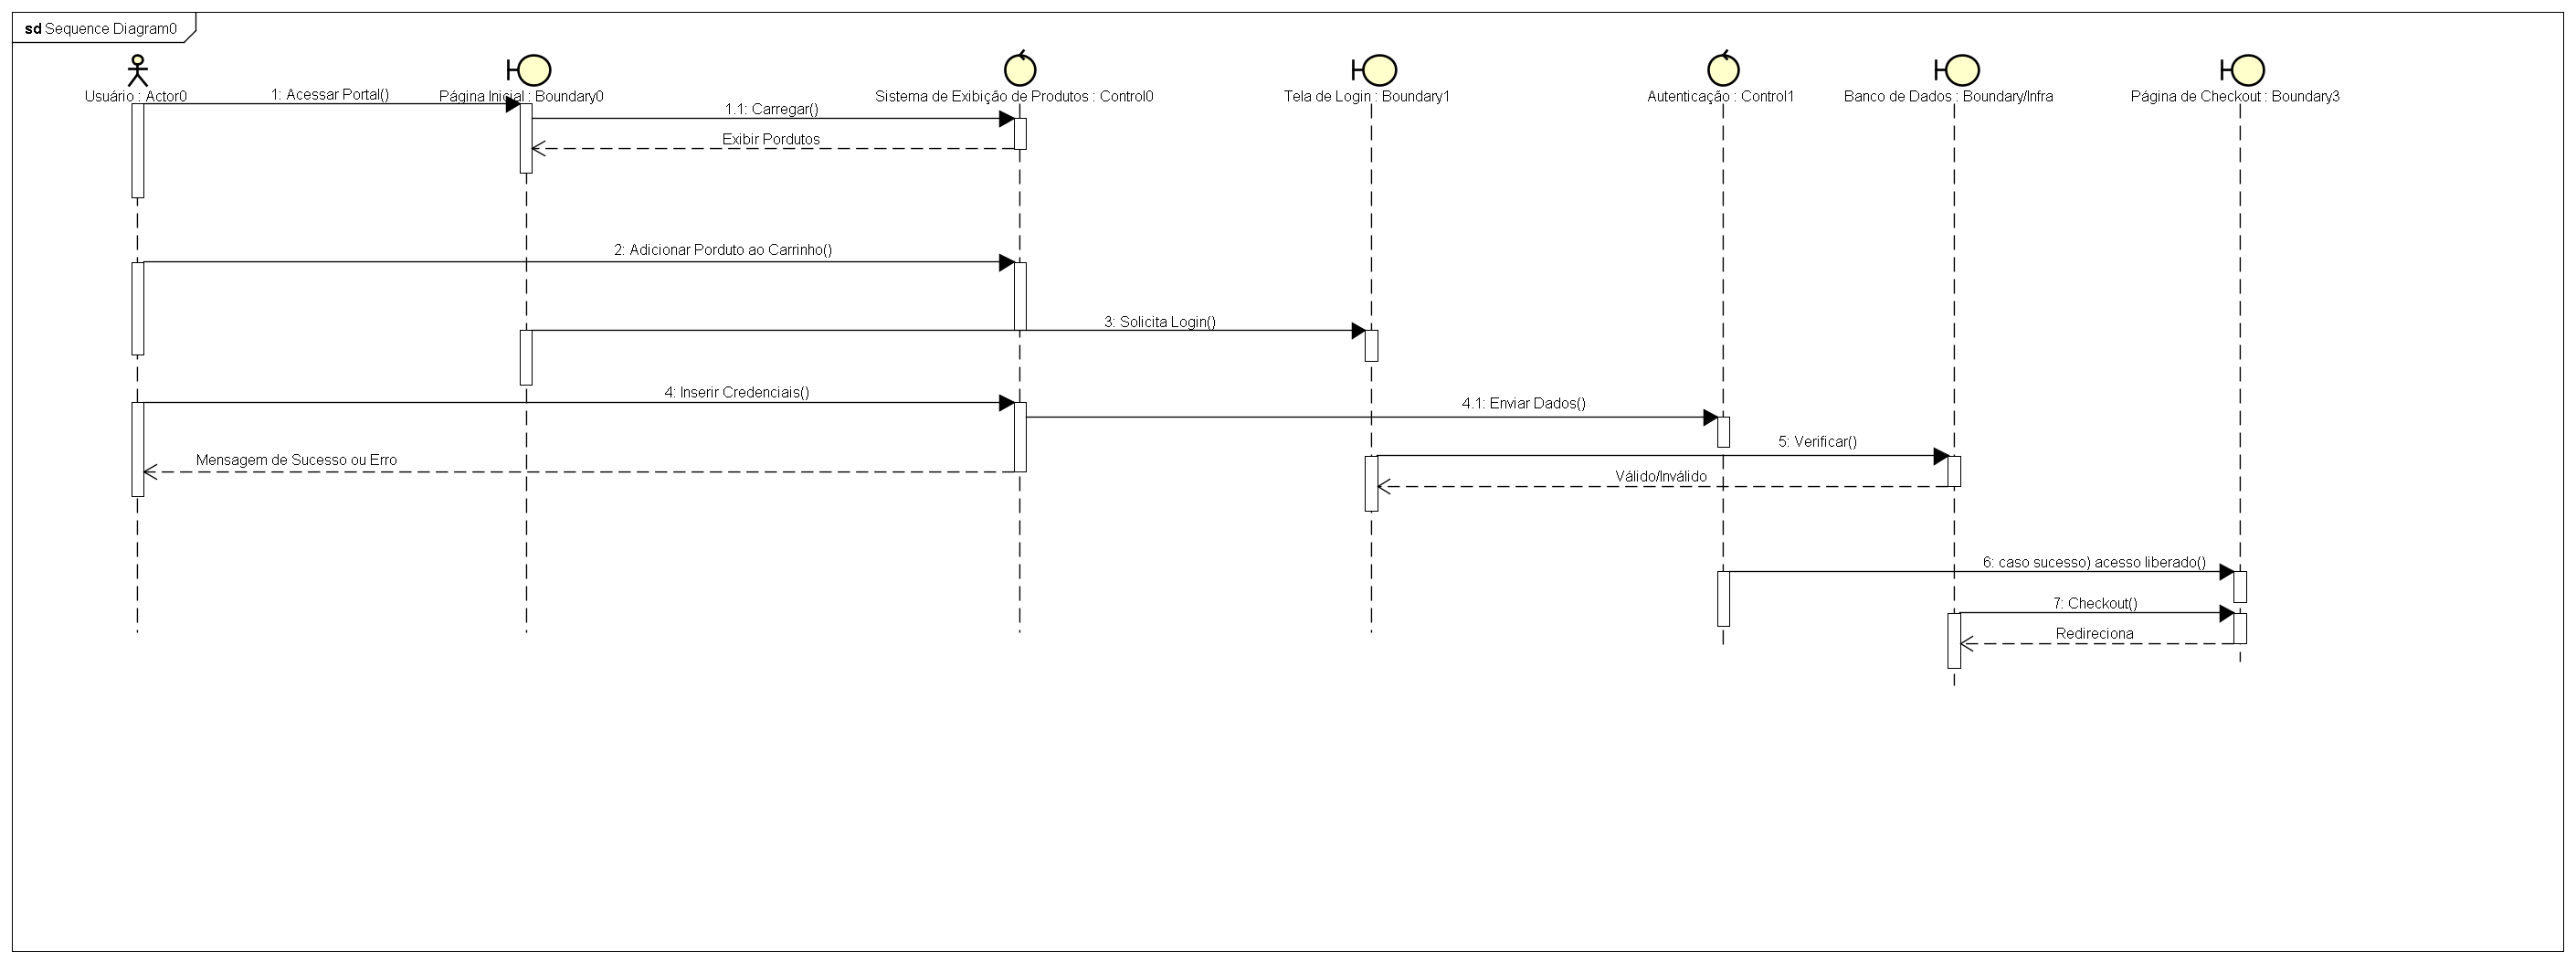 sd Sequence Diagram0
Usuário : Actor0
Página Inicial : Boundary0
Sistema de Exibição de Produtos : Control0
Tela de Login : Boundary1
Autenticação : Control1
Banco de Dados : Boundary/Infra
Página de Checkout : Boundary3
1: Acessar Portal()
1.1: Carregar()
Exibir Pordutos
2: Adicionar Porduto ao Carrinho()
3: Solicita Login()
4: Inserir Credenciais()
4.1: Enviar Dados()
5: Verificar()
Mensagem de Sucesso ou Erro
Válido/Inválido
6: caso sucesso) acesso liberado()
7: Checkout()
Redireciona